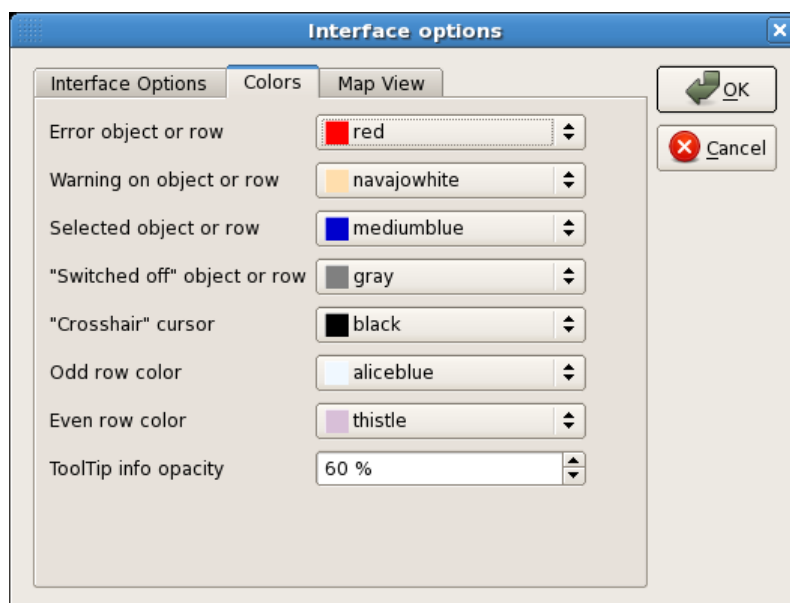 Interface options
Interface Options Colors Map View
OK
Cancel
Error object or row red
Warning on object or row navajowhite
Selected object or row mediumblue
"Switched off" object or row gray
"Crosshair" cursor black
Odd row color aliceblue
Even row color thistle
ToolTip info opacity 60 %